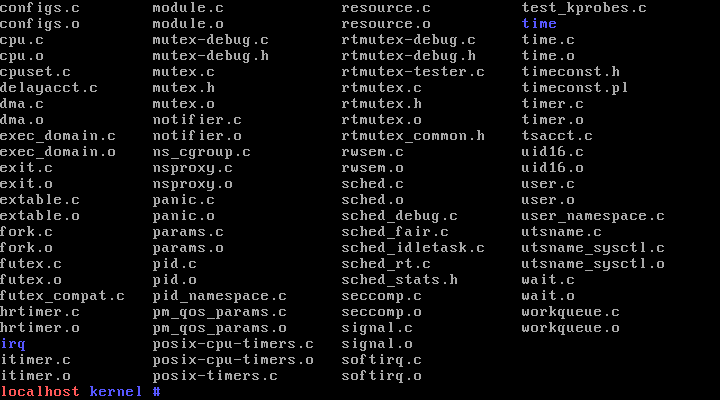 configs.c module.c resource.c test_kprobes.c
configs.o module.o resource.o time
cpu.c mutex-debug.c rtmutex-debug.c time.c
cpu.o mutex-debug.h rtmutex-debug.h time.o
cpuset.c mutex.c rtmutex-tester.c timeconst.h
delayacct.c mutex.h rtmutex.c timeconst.pl
dma.c mutex.o rtmutex.h timer.c
dma.o notifier.c rtmutex.o timer.o
exec_domain.c notifier.o rtmutex_common.h tsacct.c
exec_domain.o ns_cgroup.c rwsem.c uid16.c
exit.c nsproxy.c rwsem.o uid16.o
exit.o nsproxy.o sched.c user.c
extable.c panic.c sched.o user.o
extable.o panic.o sched_debug.c user_namespace.c
fork.c params.c sched_fair.c utsname.c
fork.o params.o sched_idletask.c utsname_sysctl.c
futex.c pid.c sched_rt.c utsname_sysctl.o
futex.o pid.o sched_stats.h wait.c
futex_compat.c pid_namespace.c seccomp.c wait.o
hrtimer.c pm_qos_params.c seccomp.o workqueue.c
hrtimer.o pm_qos_params.o signal.c workqueue.o
irq posix-cpu-timers.c signal.o
itimer.c posix-cpu-timers.o softirq.c
itimer.o posix-timers.c softirq.o
localhost kernel #